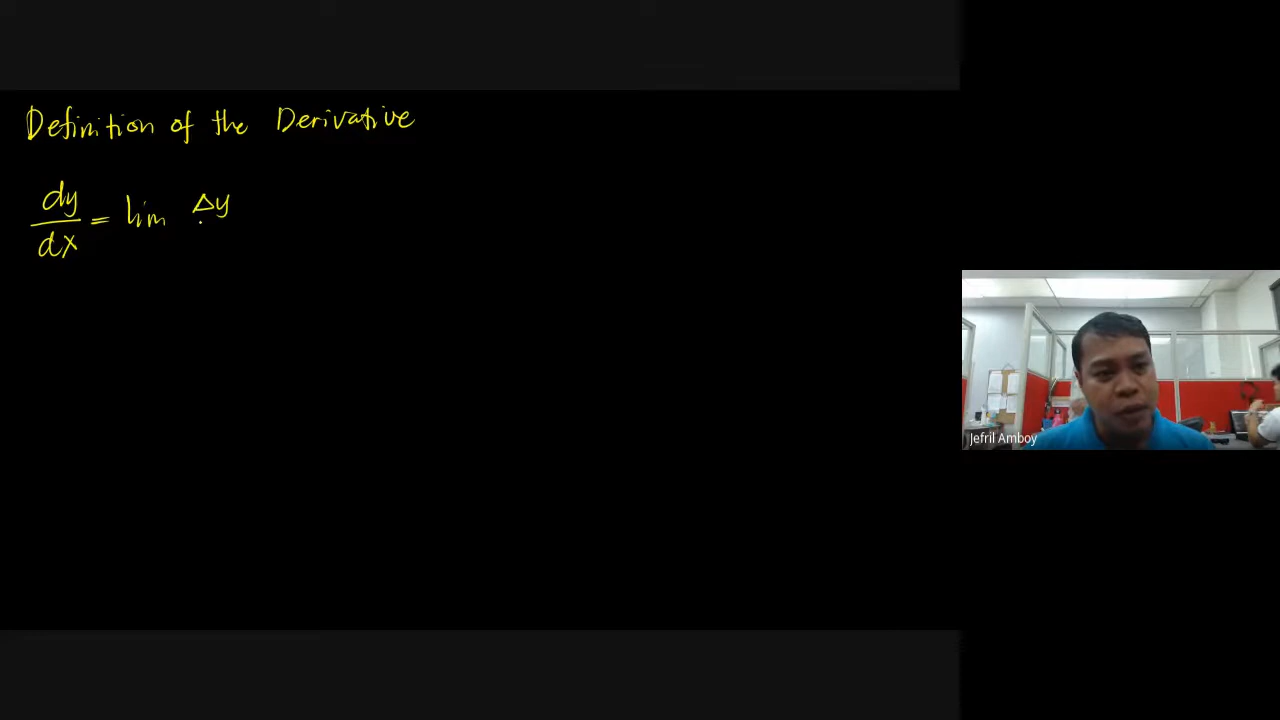 Definition of the Derivative
dy/dx = lim Δy
Jefril Amboy